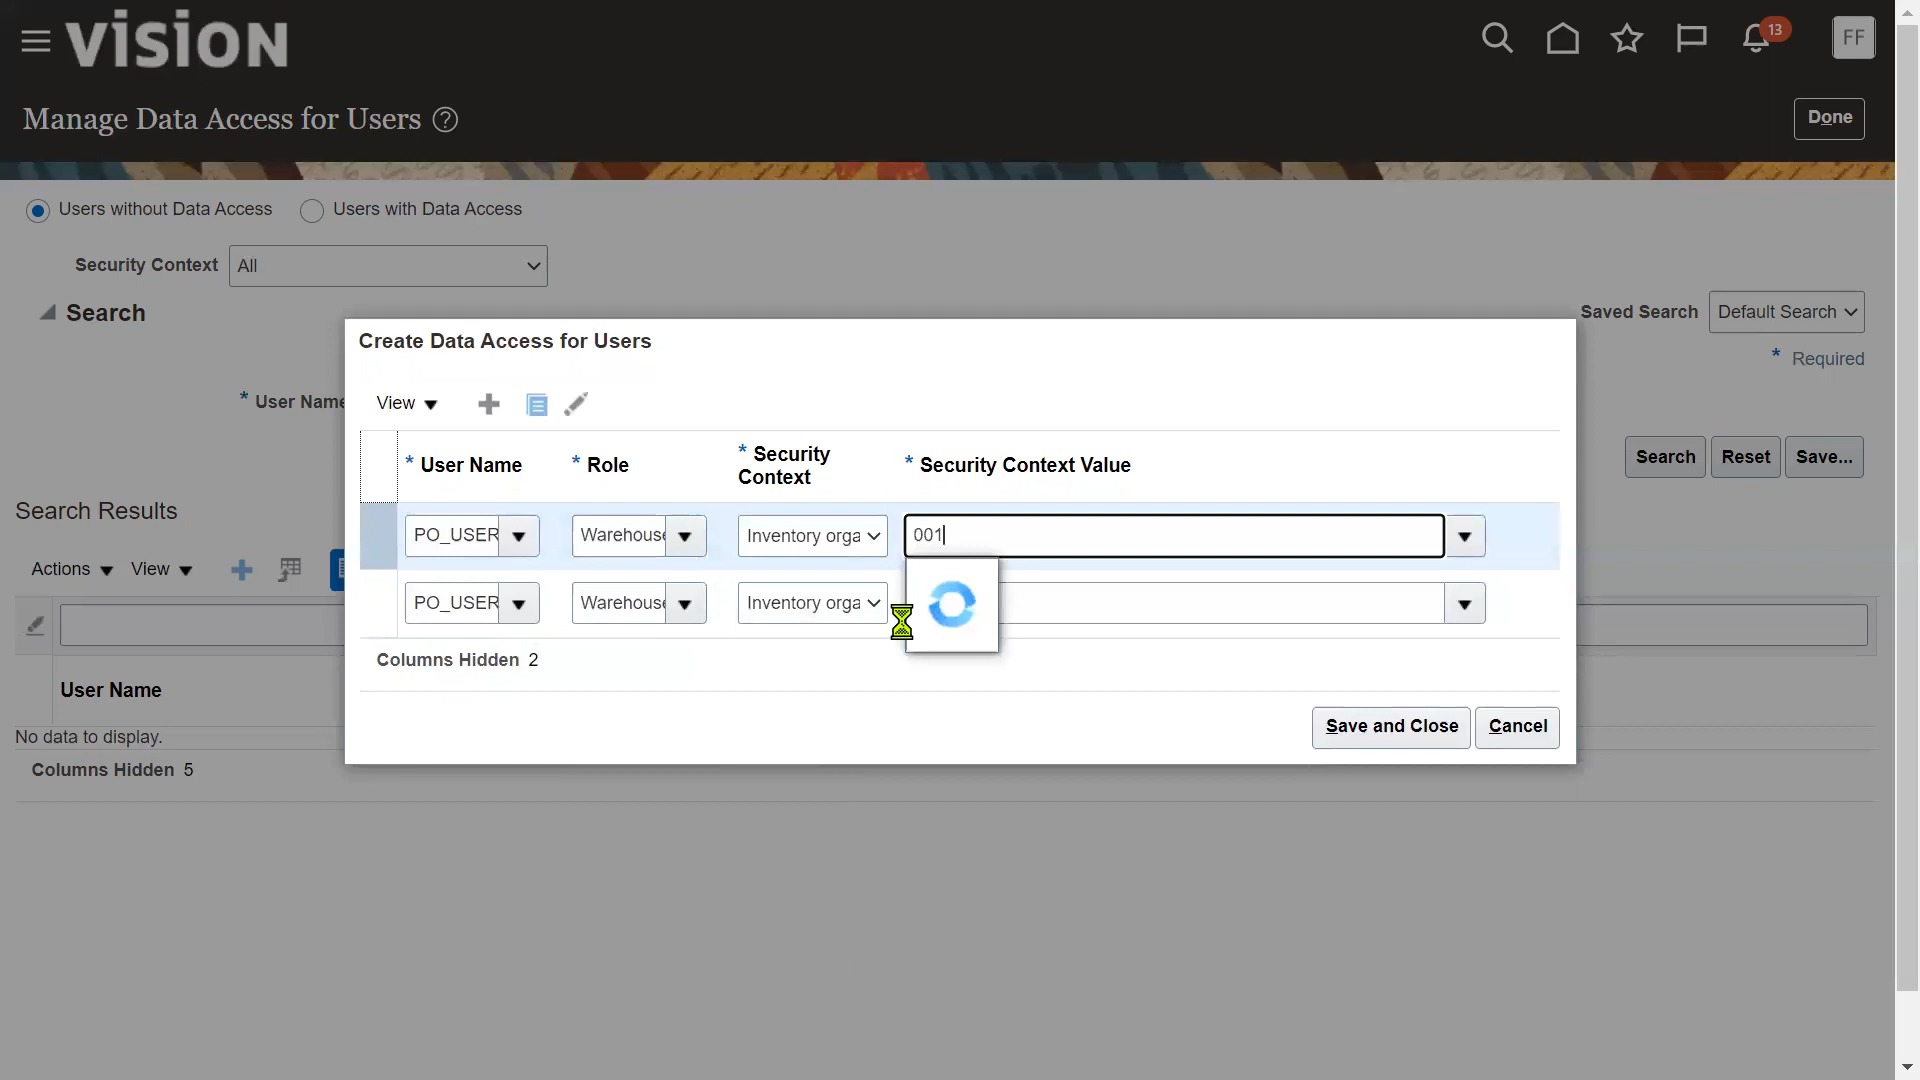 vision
13
FF
Manage Data Access for Users ?
Done
Users without Data Access Users with Data Access
Security Context All
Search
Saved Search Default Search
* Required
* User Name
Search Reset Save...
Create Data Access for Users
View
* User Name * Role * Security Context * Security Context Value
PO_USER Warehouse Inventory orga 001
PO_USER Warehouse Inventory orga
Columns Hidden 2
Save and Close Cancel
Search Results
Actions View
User Name
No data to display.
Columns Hidden 5